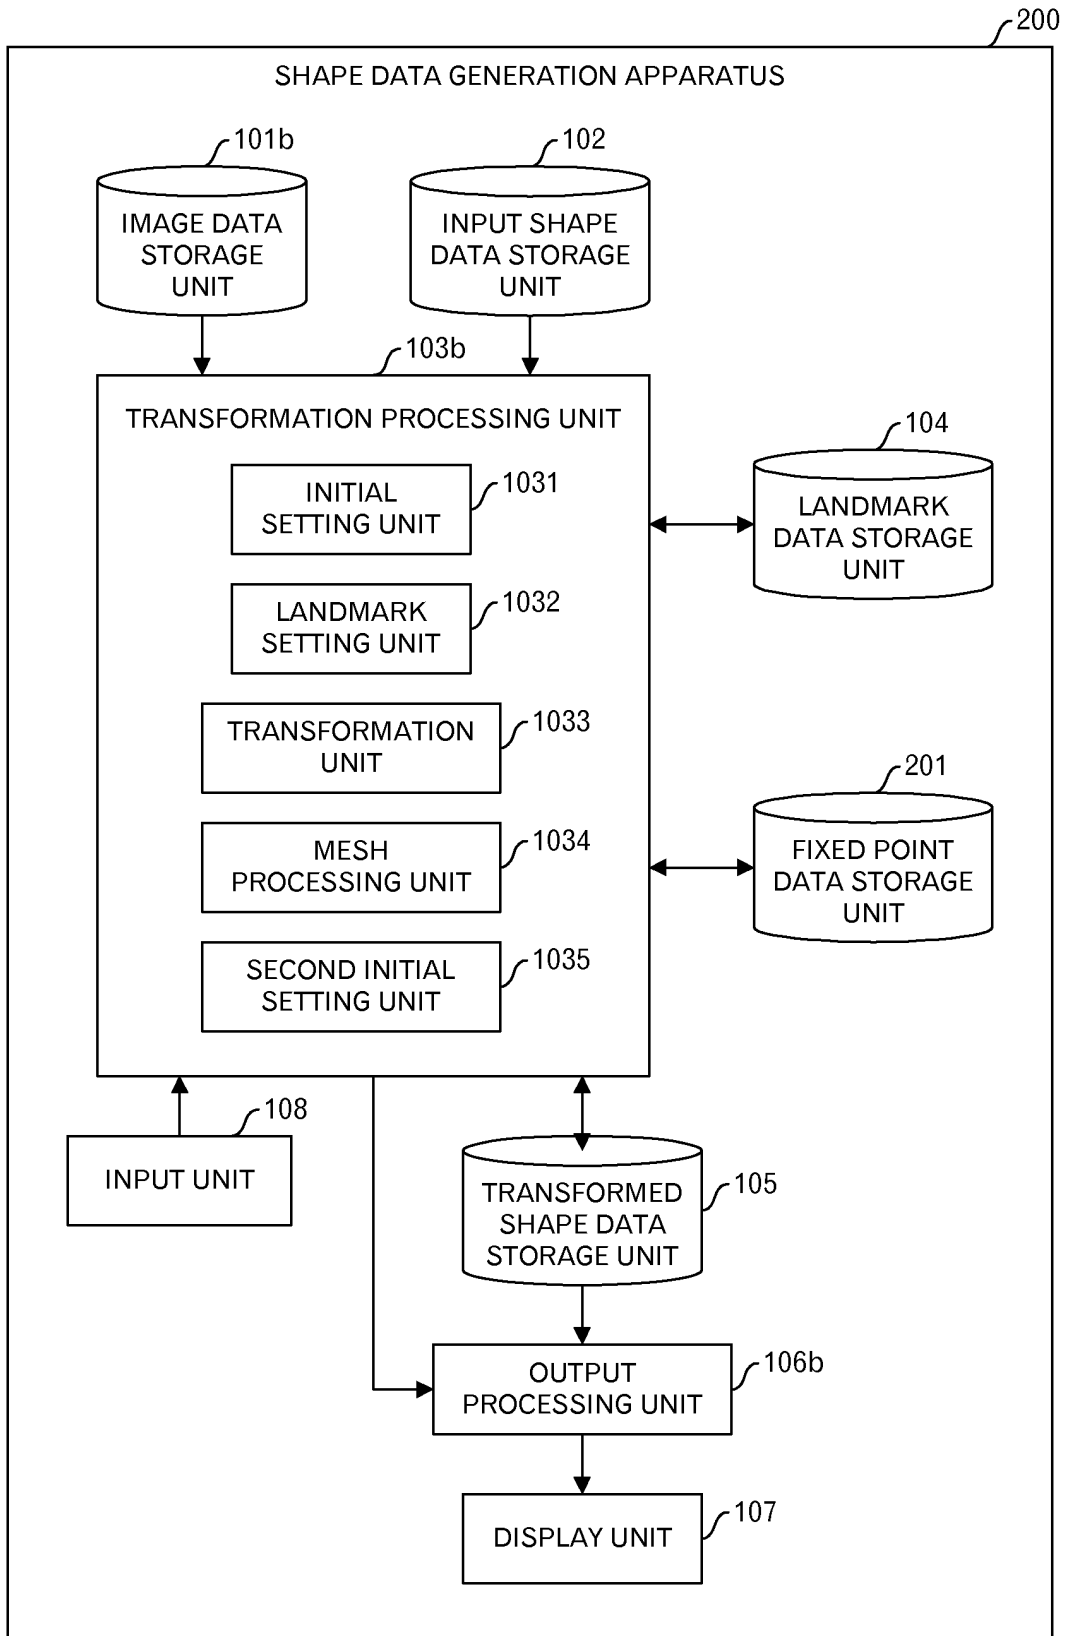 200
SHAPE DATA GENERATION APPARATUS
101b
102
IMAGE DATA
STORAGE
UNIT
INPUT SHAPE
DATA STORAGE
UNIT
103b
TRANSFORMATION PROCESSING UNIT
104
LANDMARK
DATA STORAGE
UNIT
INITIAL
SETTING UNIT
1031
LANDMARK
SETTING UNIT
1032
TRANSFORMATION
UNIT
1033
201
FIXED POINT
DATA STORAGE
UNIT
MESH
PROCESSING UNIT
1034
SECOND INITIAL
SETTING UNIT
1035
108
INPUT UNIT
TRANSFORMED
SHAPE DATA
STORAGE UNIT
105
OUTPUT
PROCESSING UNIT
106b
DISPLAY UNIT
107